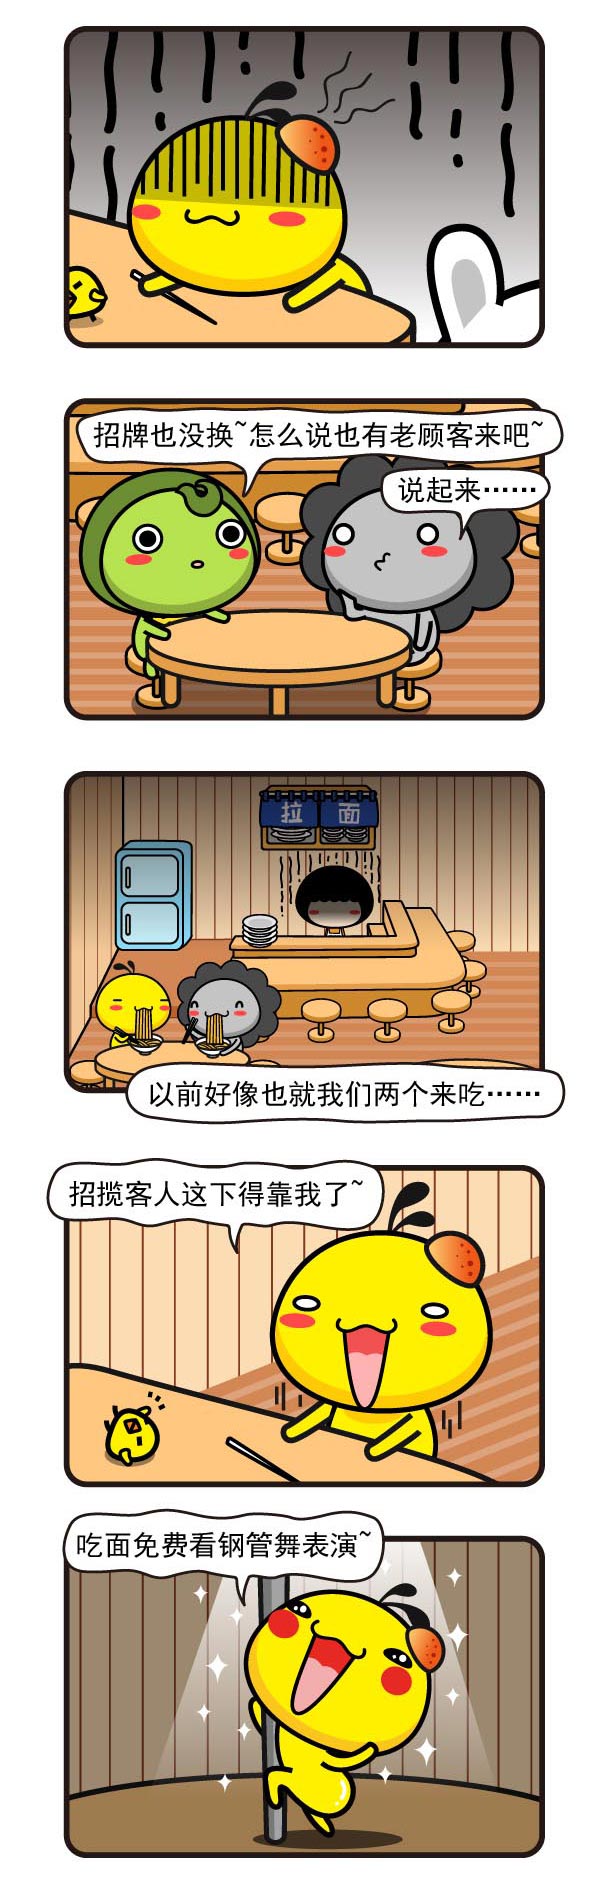 招牌也没换~怎么说也有老顾客来吧~
说起来……
拉面
以前好像也就我们两个来吃……
招揽客人这下得靠我了~
吃面免费看钢管舞表演~